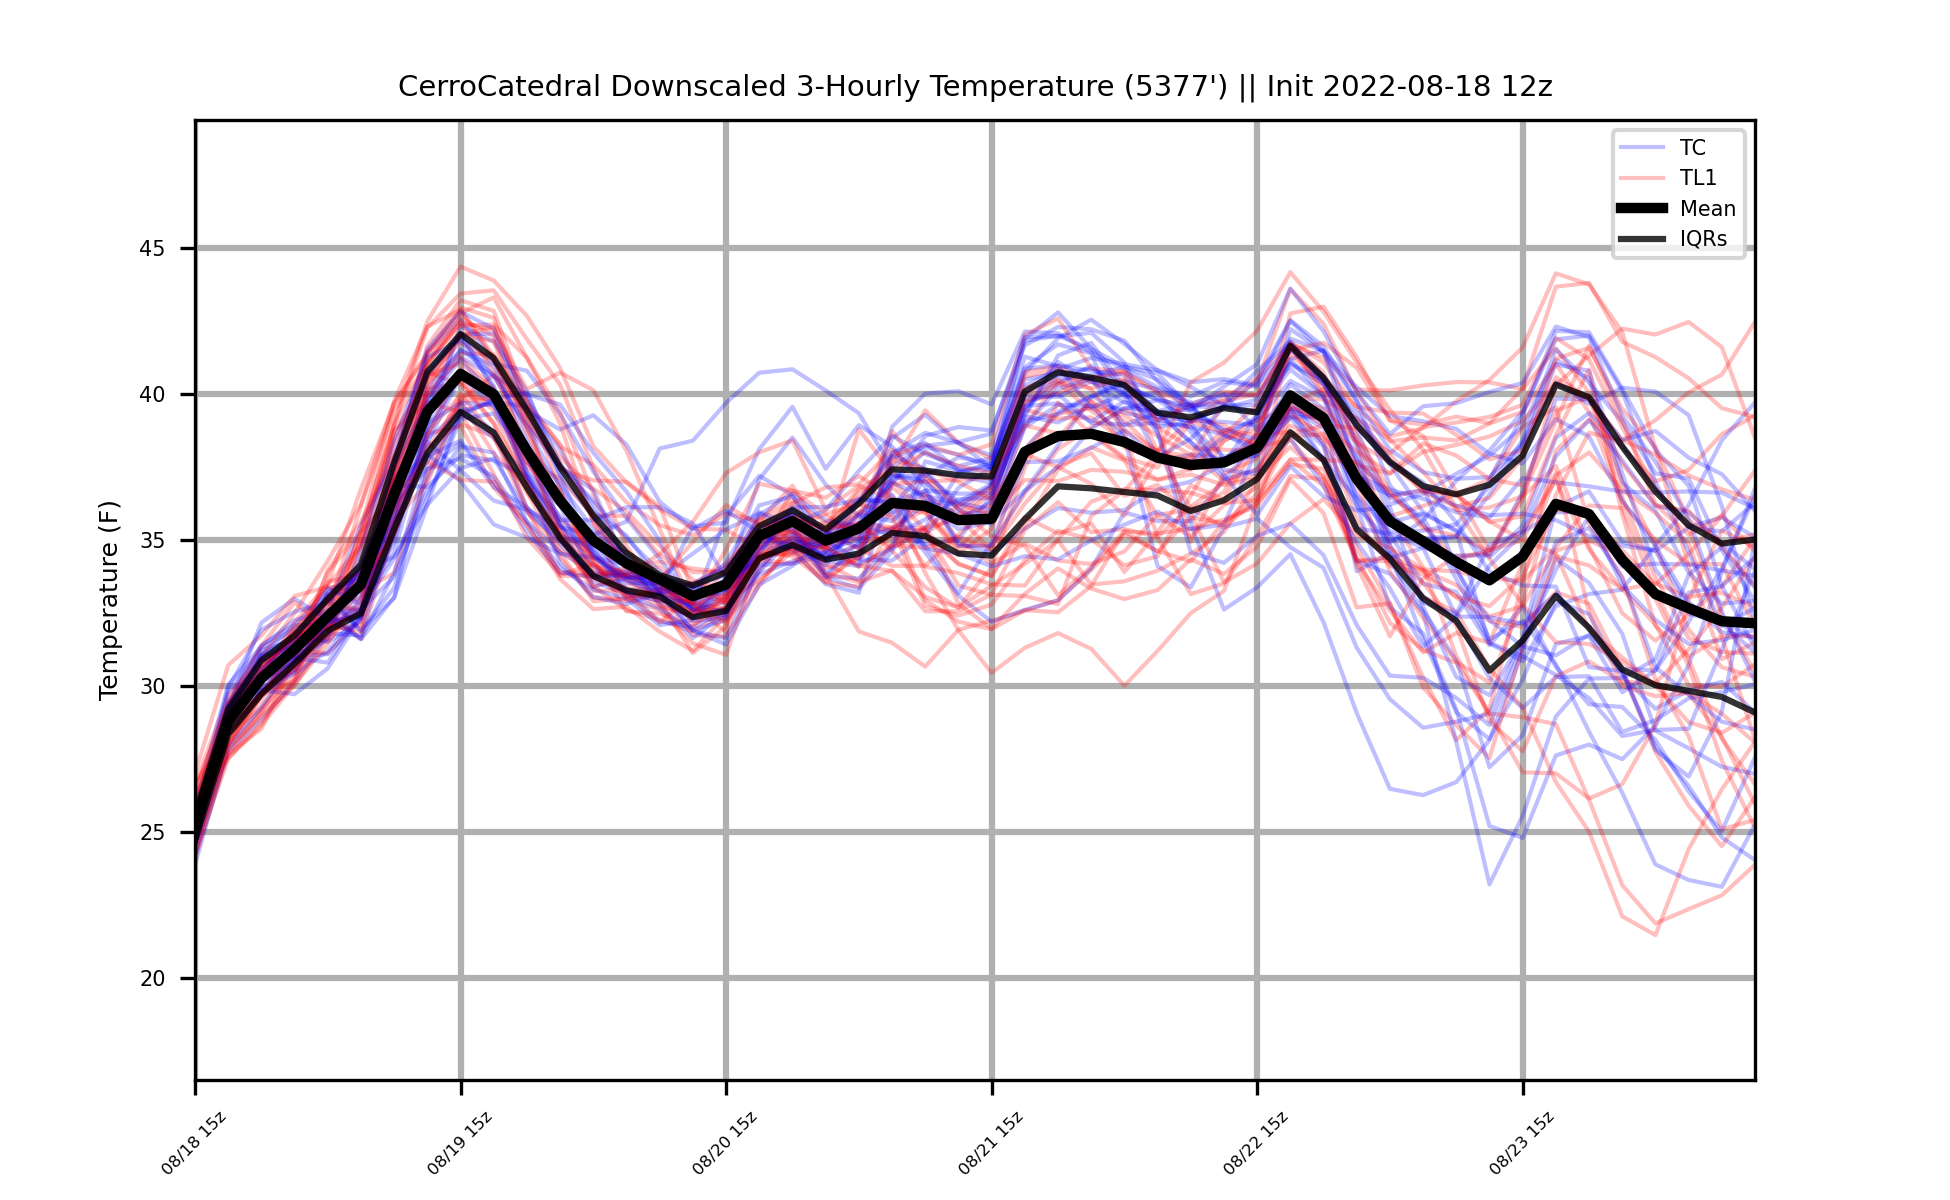 CerroCatedral Downscaled 3-Hourly Temperature (5377') || Init 2022-08-18 12z
TC
TL1
Mean
IQRs
Temperature (F)
45
40
35
30
25
20
08/18 15z
08/19 15z
08/20 15z
08/21 15z
08/22 15z
08/23 15z